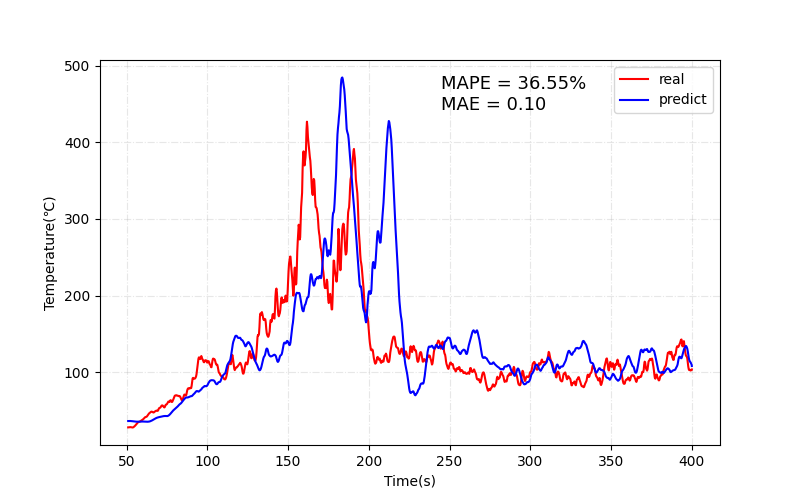 MAPE = 36.55%
MAE = 0.10
real
predict
Temperature(℃)
500
400
300
200
100
50
100
150
200
250
300
350
400
Time(s)